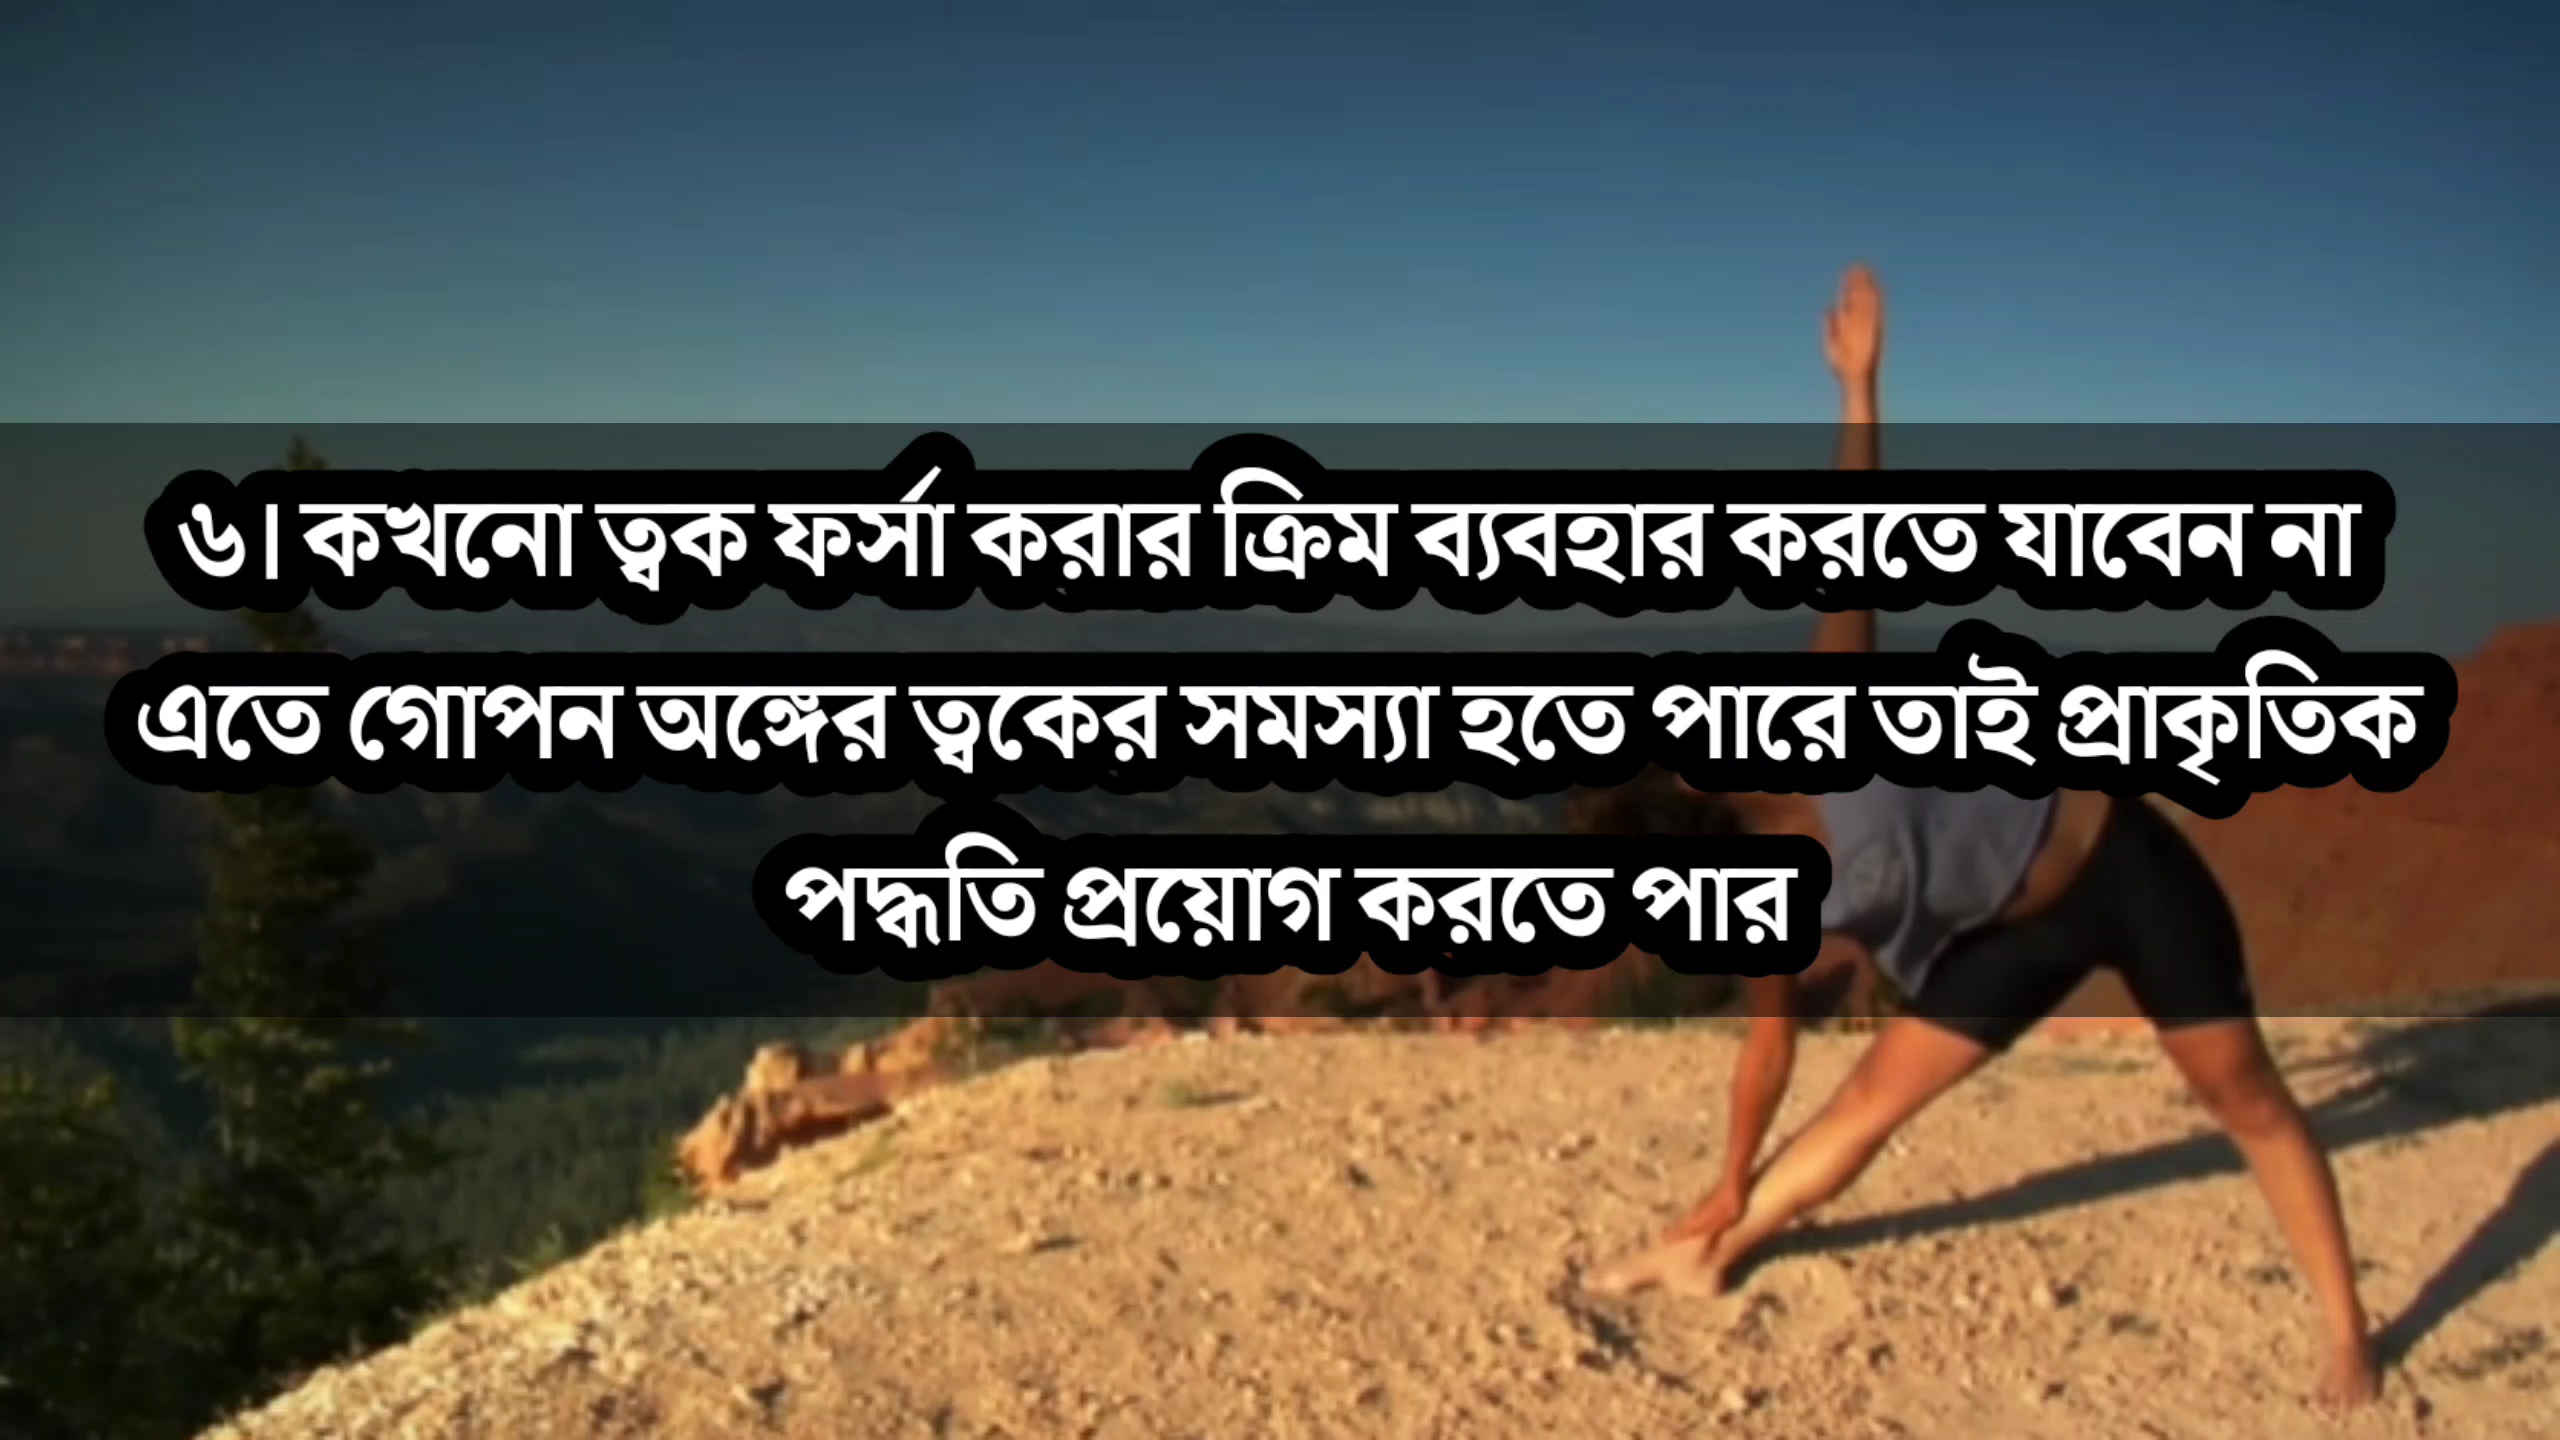 ৬। কখনো ত্বক ফর্সা করার ক্রিম ব্যবহার করতে যাবেন না
এতে গোপন অঙ্গের ত্বকের সমস্যা হতে পারে তাই প্রাকৃতিক
পদ্ধতি প্রয়োগ করতে পার